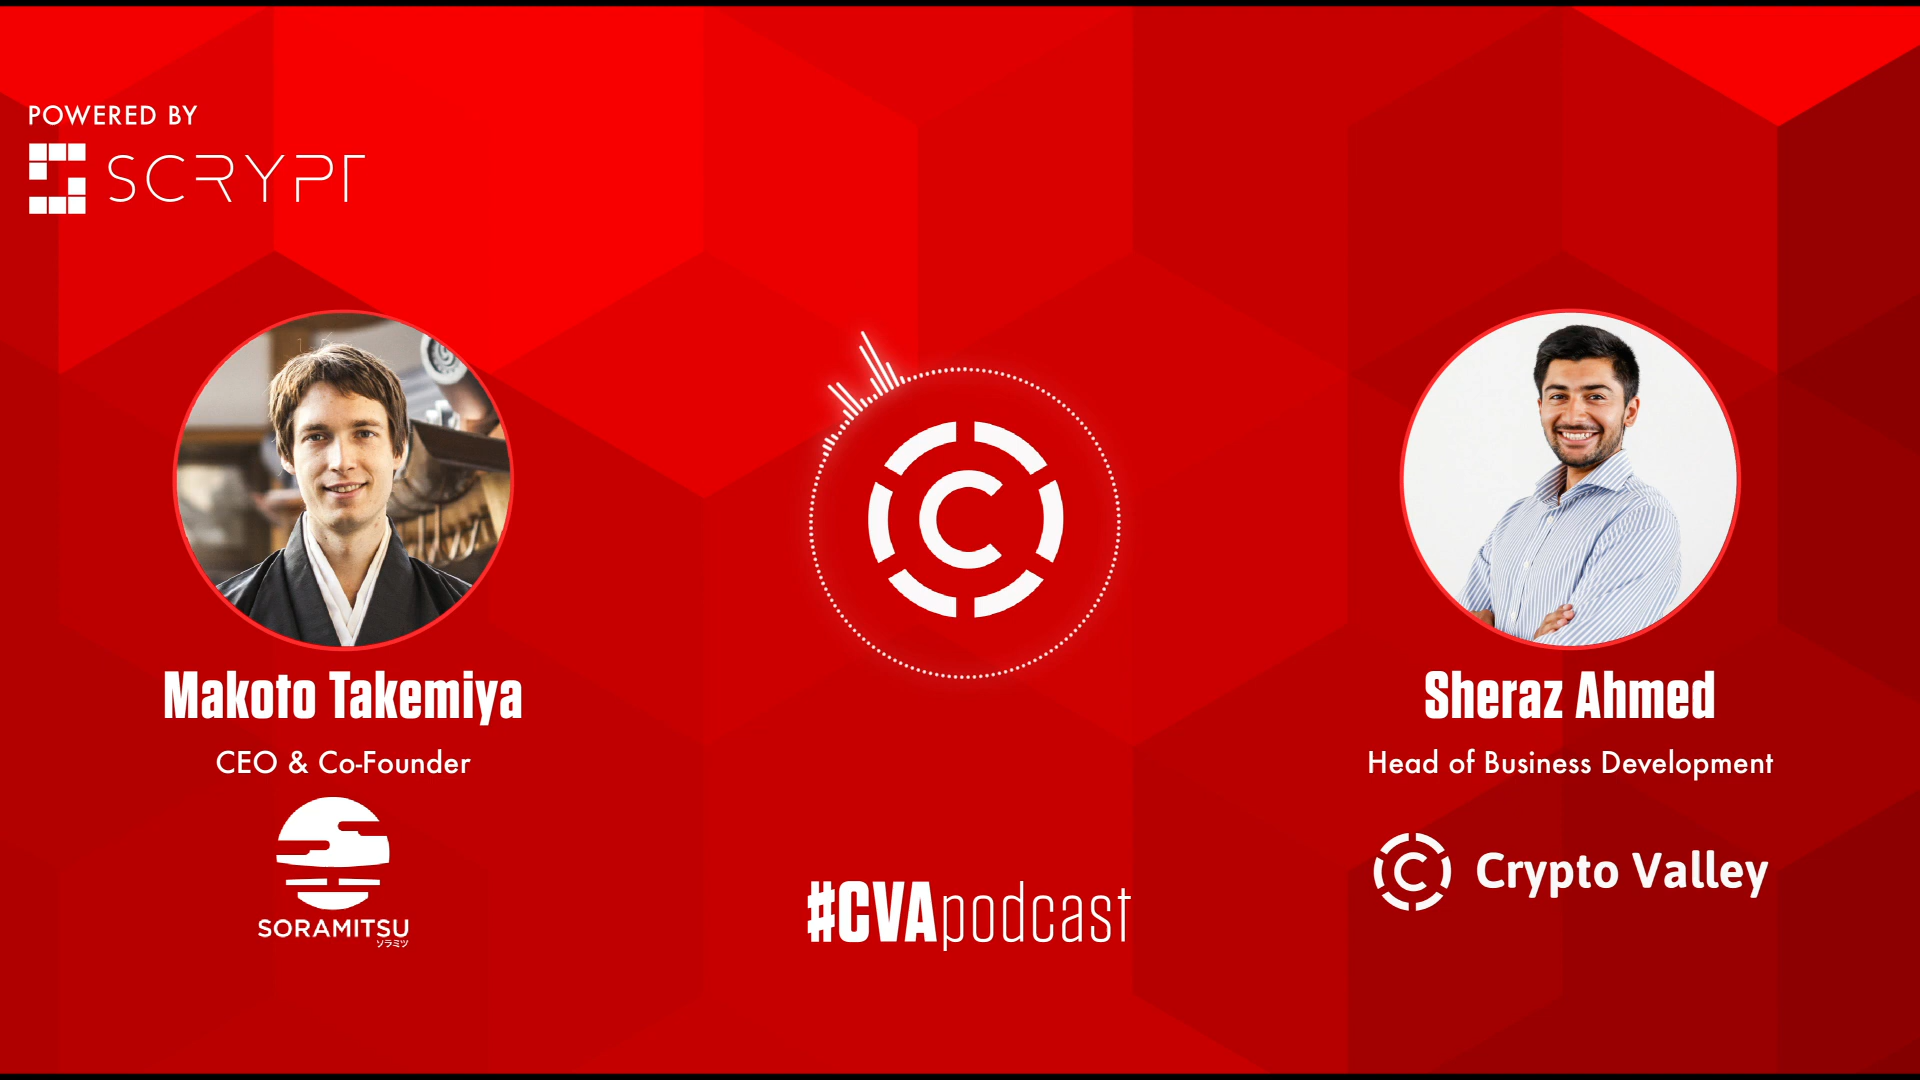 POWERED BY
SCRYPT
Makoto Takemiya
CEO & Co-Founder
SORAMITSU
ソラミツ
#CVApodcast
Sheraz Ahmed
Head of Business Development
Crypto Valley